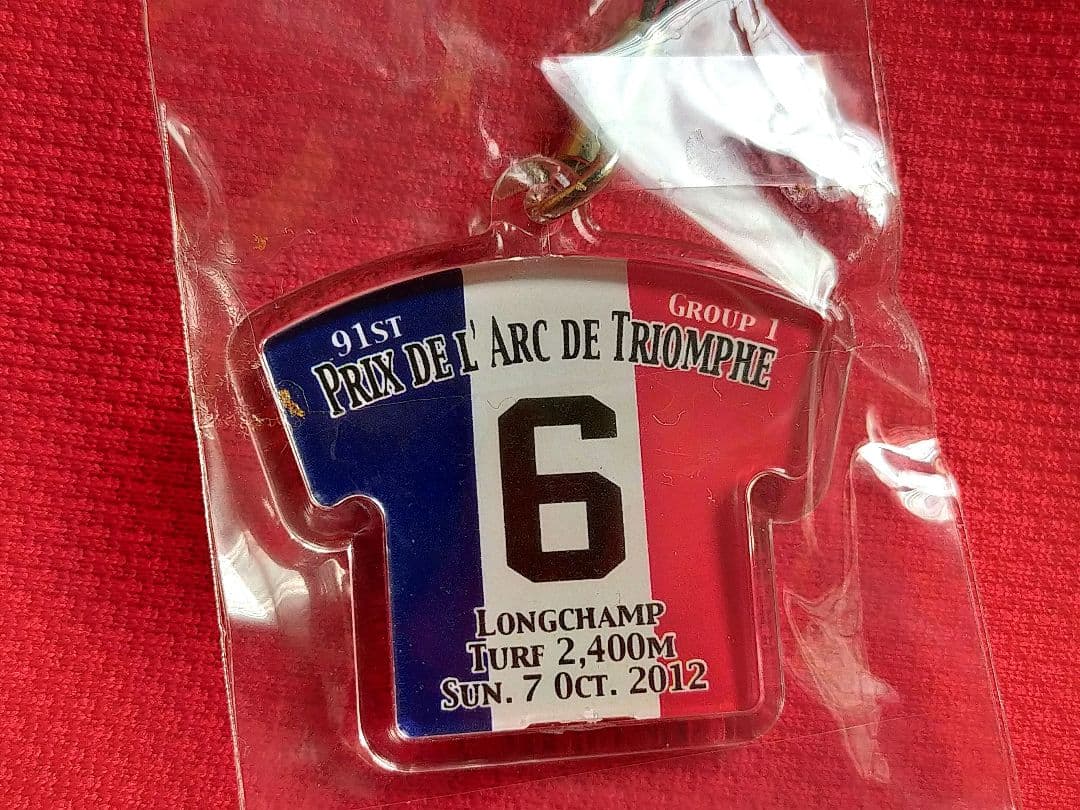 91ST
GROUP 1
PRIX DE L' ARC DE TRIOMPHE
6
LONGCHAMP
TURF 2,400M
SUN. 7 OCT. 2012